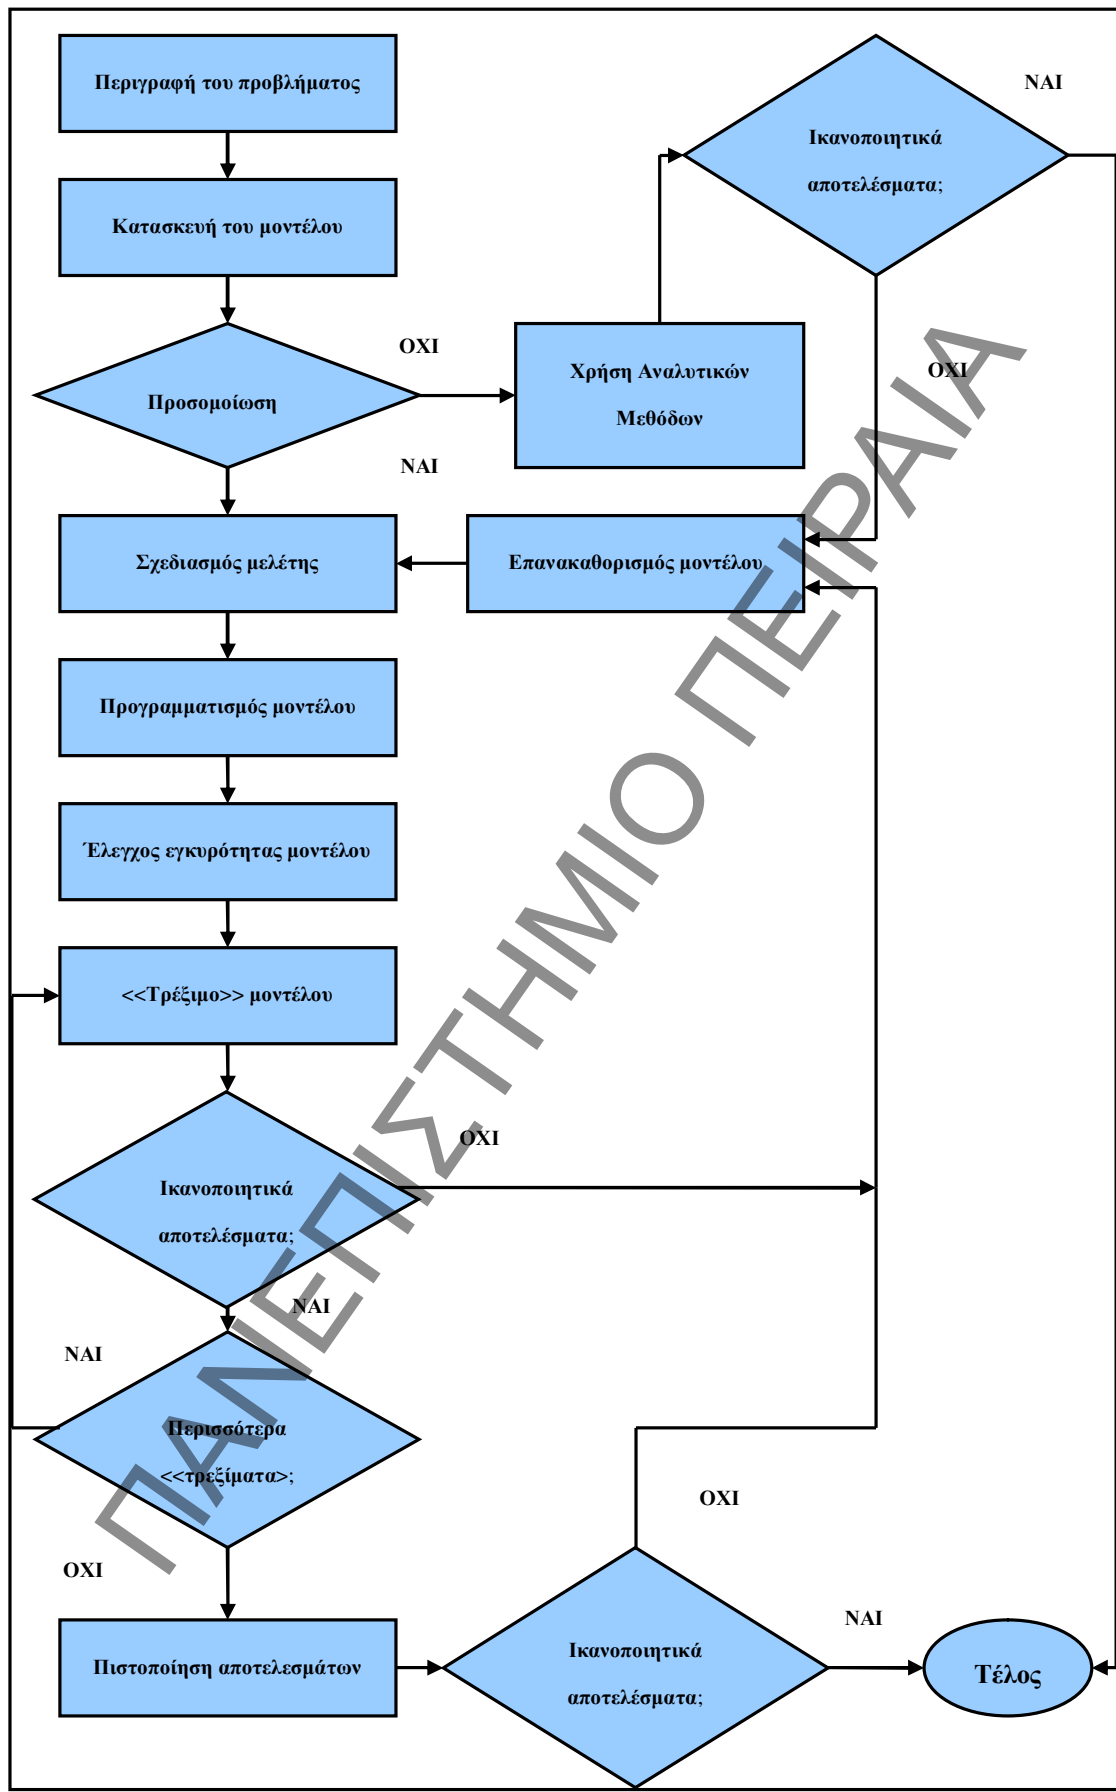 Περιγραφή του προβλήματος
ΝΑΙ
Ικανοποιητικά
αποτελέσματα;
Κατασκευή του μοντέλου
ΟΧΙ
Χρήση Αναλυτικών
Μεθόδων
ΟΧΙ
Προσομοίωση
ΝΑΙ
Σχεδιασμός μελέτης
Επανακαθορισμός μοντέλου
Προγραμματισμός μοντέλου
Έλεγχος εγκυρότητας μοντέλου
<<Τρέξιμο>> μοντέλου
ΟΧΙ
Ικανοποιητικά
αποτελέσματα;
ΝΑΙ
ΝΑΙ
Περισσότερα
<<τρεξίματα>;
ΟΧΙ
ΟΧΙ
Πιστοποίηση αποτελεσμάτων
Ικανοποιητικά
αποτελέσματα;
ΝΑΙ
Τέλος
ΠΑΝΕΠΙΣΤΗΜΙΟ ΠΕΙΡΑΙΑ